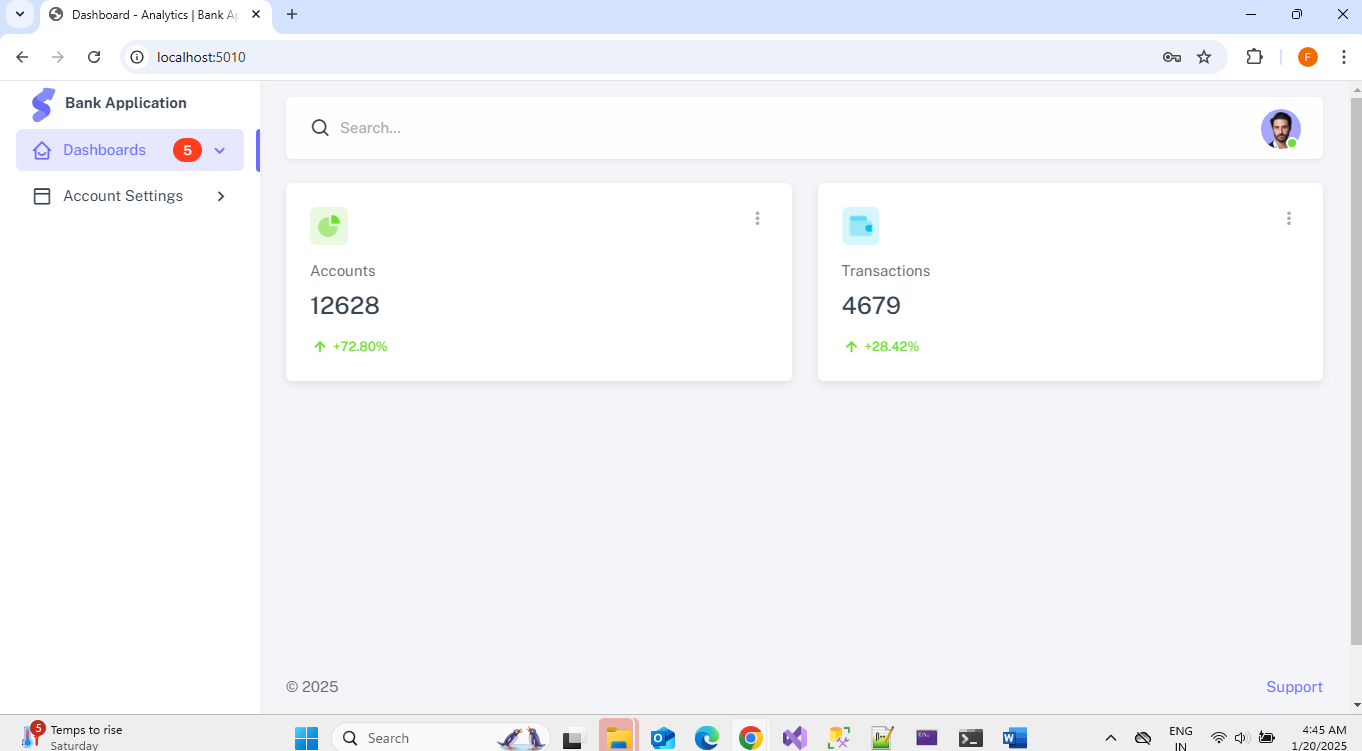 Dashboard - Analytics | Bank Ap
localhost:5010
F
Bank Application
Dashboards 5
Account Settings
Search...
Accounts
12628
+72.80%
Transactions
4679
+28.42%
© 2025
Support
5
Temps to rise
Saturday
Search
ENG
IN
4:45 AM
1/20/2025